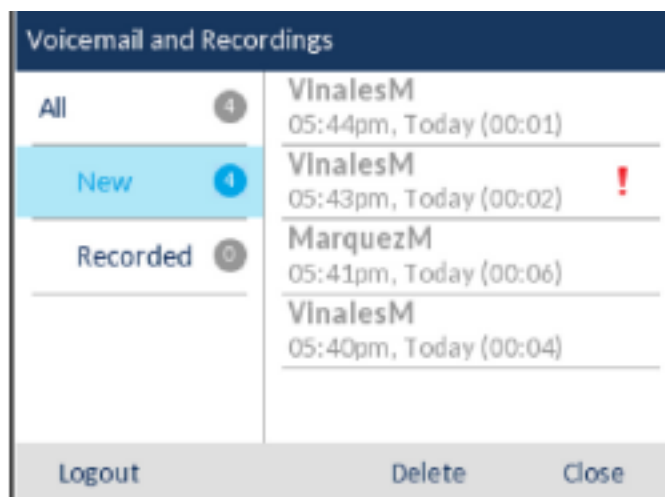 Voicemail and Recordings
All 4
New 4
Recorded 0
VinalesM
05:44pm, Today (00:01)
VinalesM
05:43pm, Today (00:02) !
MarquezM
05:41pm, Today (00:06)
VinalesM
05:40pm, Today (00:04)
Logout Delete Close